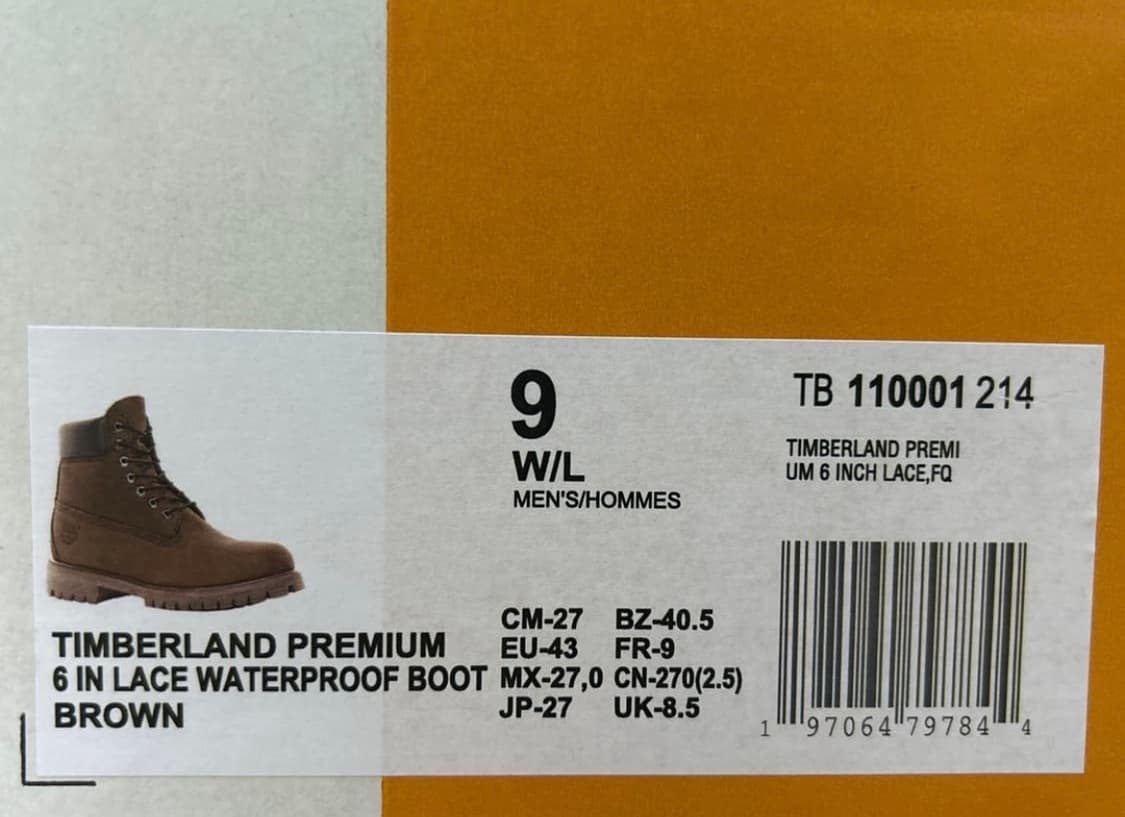 9
W/L
MEN'S/HOMMES
TB 110001 214
TIMBERLAND PREMI
UM 6 INCH LACE,FQ
TIMBERLAND PREMIUM
6 IN LACE WATERPROOF BOOT
BROWN
CM-27 BZ-40.5
EU-43 FR-9
MX-27,0 CN-270(2.5)
JP-27 UK-8.5
1 97064 79784 4